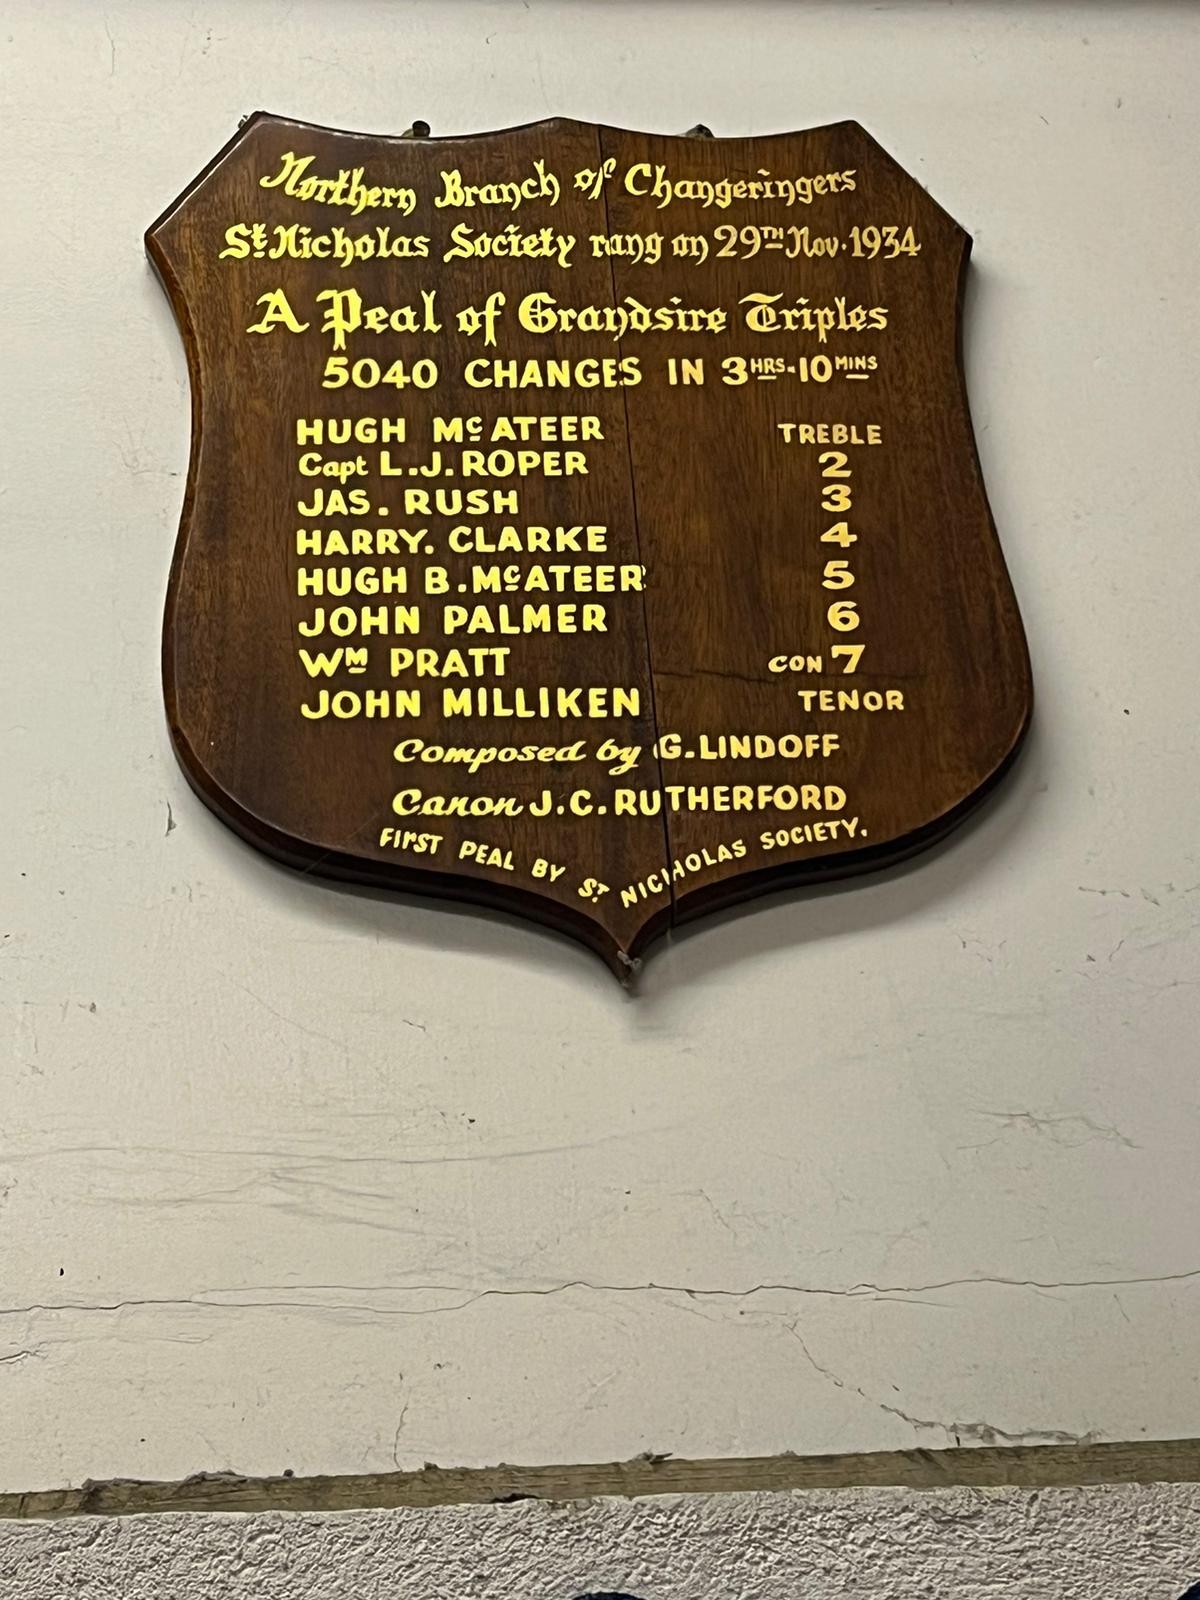 Northern Branch of Changeringers
St Nicholas Society rang on 29TH Nov. 1934
A Peal of Grandsire Triples
5040 CHANGES IN 3HRS.10MINS
HUGH McATEER TREBLE
Capt L.J.ROPER 2
JAS. RUSH 3
HARRY. CLARKE 4
HUGH B.McATEER 5
JOHN PALMER 6
WM PRATT CON 7
JOHN MILLIKEN TENOR
Composed by G.LINDOFF
Canon J.C.RUTHERFORD
FIRST PEAL BY ST. NICHOLAS SOCIETY.